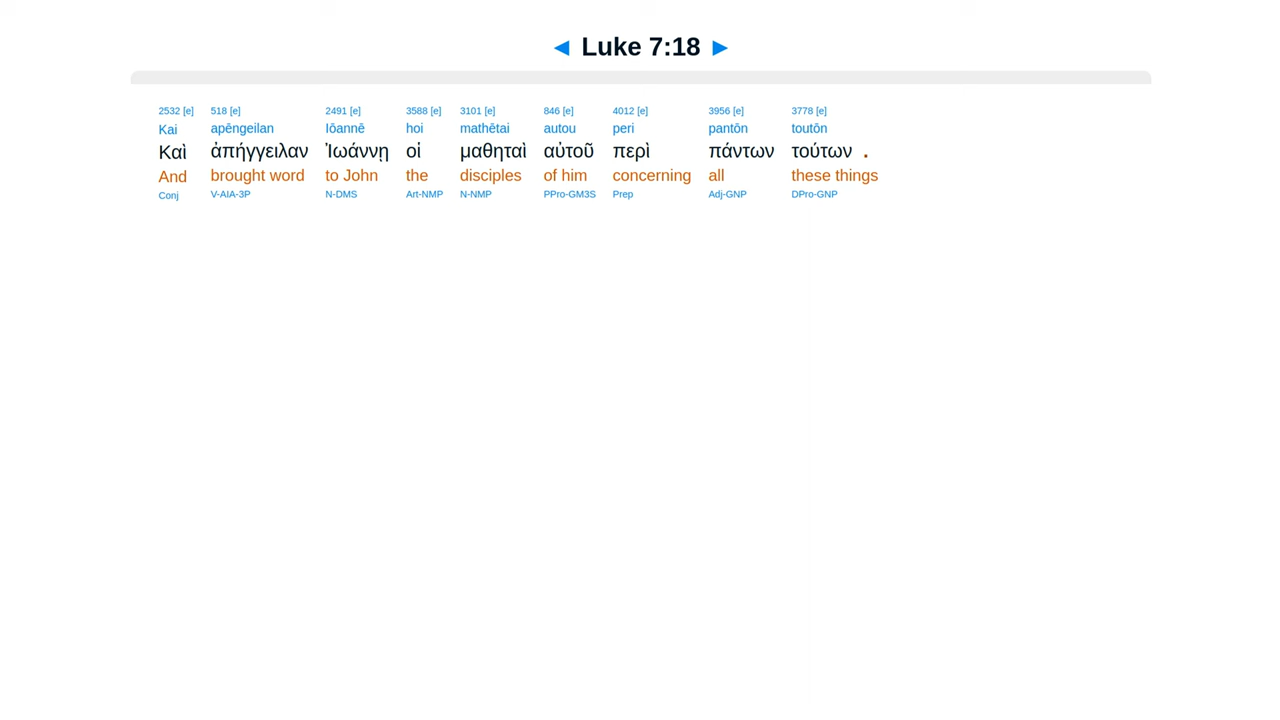 ◄ Luke 7:18 ►
2532 [e] 518 [e] 2491 [e] 3588 [e] 3101 [e] 846 [e] 4012 [e] 3956 [e] 3778 [e]
Kai apēngeilan Iōannē hoi mathētai autou peri pantōn toutōn
Καὶ ἀπήγγειλαν Ἰωάννῃ οἱ μαθηταὶ αὐτοῦ περὶ πάντων τούτων .
And brought word to John the disciples of him concerning all these things
Conj V-AIA-3P N-DMS Art-NMP N-NMP PPro-GM3S Prep Adj-GNP DPro-GNP